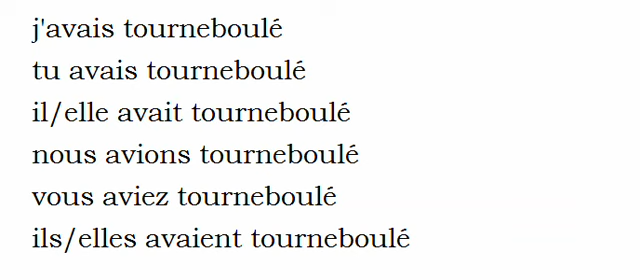 j'avais tourneboulé
tu avais tourneboulé
il/elle avait tourneboulé
nous avions tourneboulé
vous aviez tourneboulé
ils/elles avaient tourneboulé